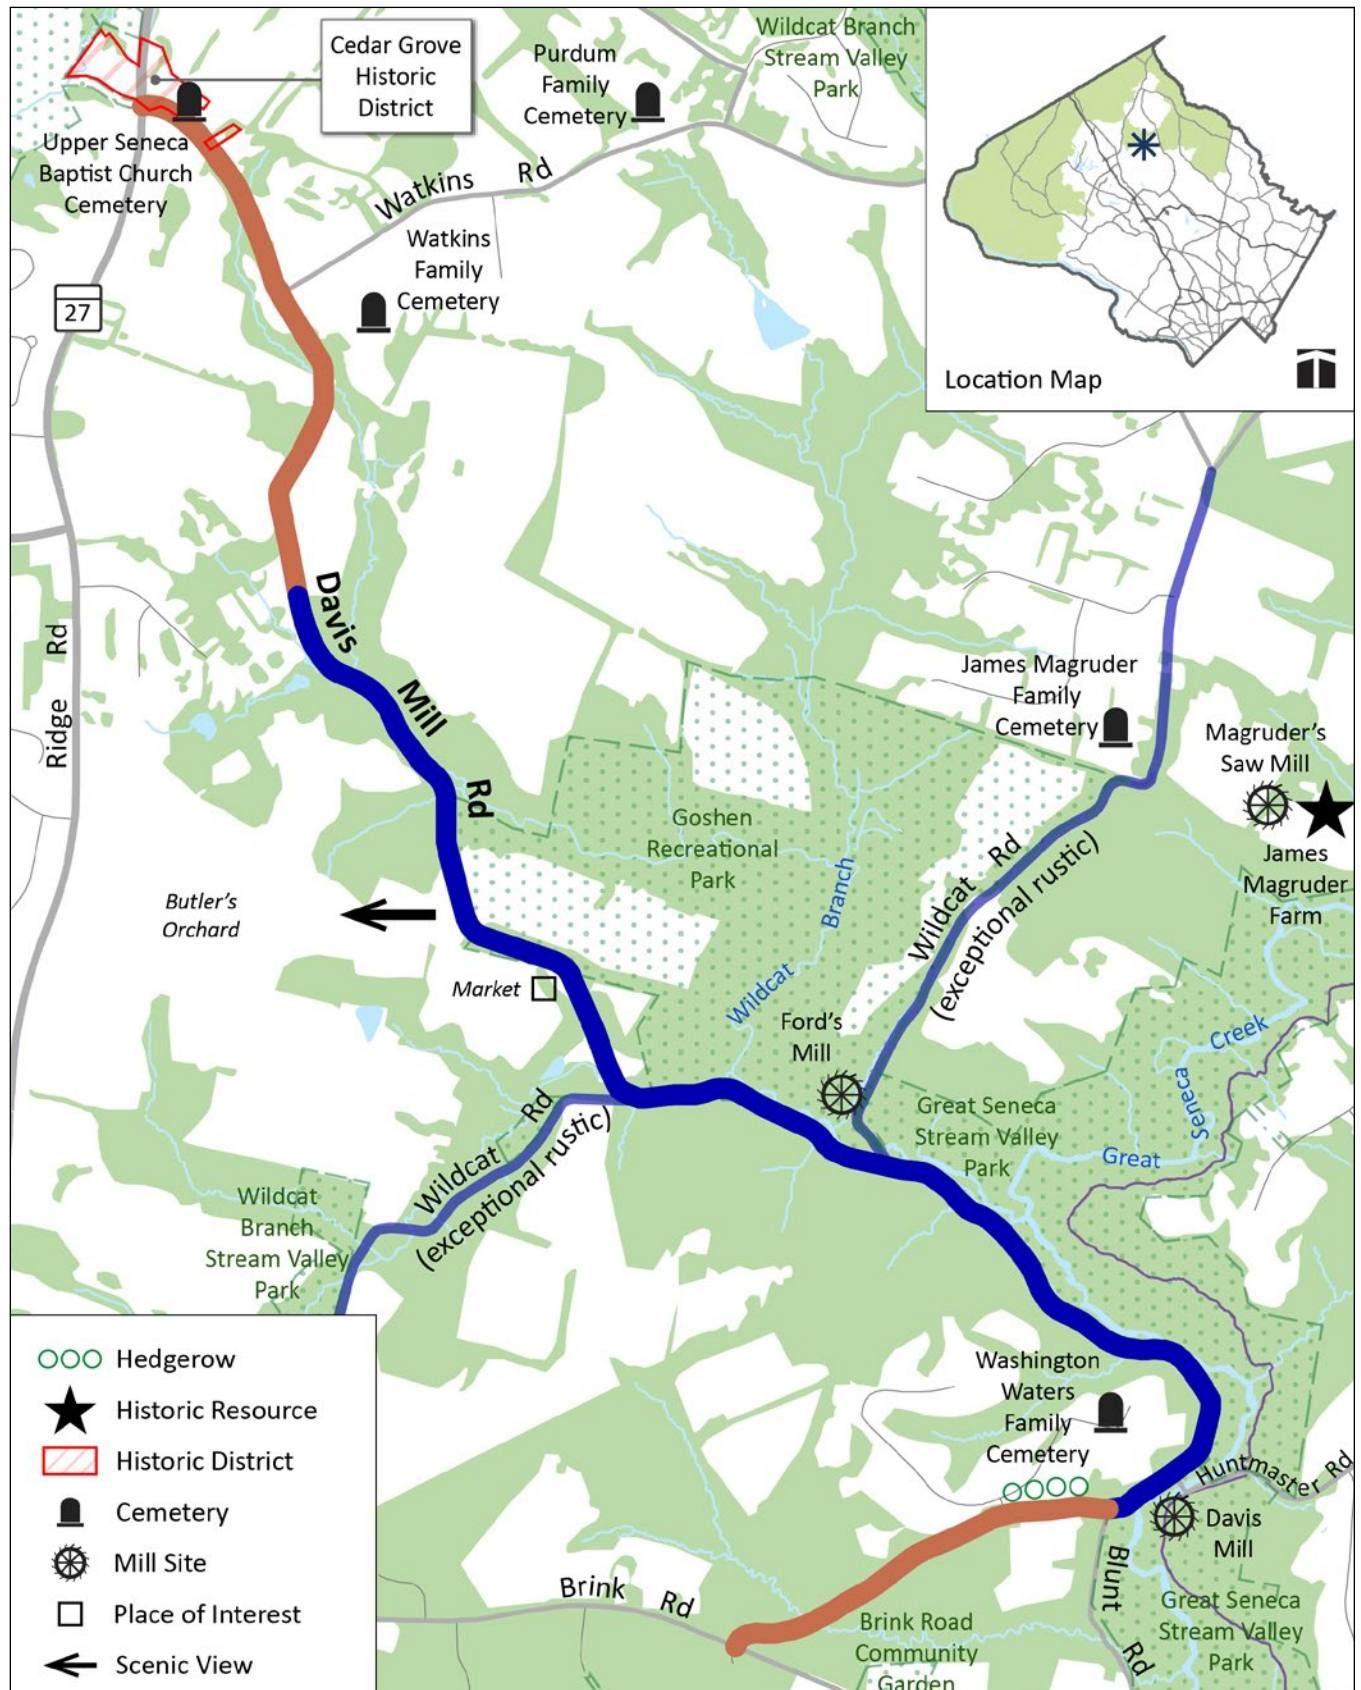 Cedar Grove
Historic
District
Purdum
Family
Cemetery
Wildcat Branch
Stream Valley
Park
Location Map
Upper Seneca
Baptist Church
Cemetery
Watkins Rd
Watkins
Family
Cemetery
27
Ridge Rd
Davis Mill Rd
James Magruder
Family
Cemetery
Magruder's
Saw Mill
James
Magruder
Farm
Goshen
Recreational
Park
Wildcat Branch
Wildcat Rd
(exceptional rustic)
Butler's
Orchard
Market
Ford's
Mill
Great Seneca Creek
Great Seneca
Stream Valley
Park
Wildcat Rd
(exceptional rustic)
Wildcat
Branch
Stream Valley
Park
Washington
Waters
Family
Cemetery
Huntmaster Rd
Davis
Mill
Blunt Rd
Great Seneca
Stream Valley
Park
Brink Rd
Brink Road
Community
Garden
Hedgerow
Historic Resource
Historic District
Cemetery
Mill Site
Place of Interest
Scenic View